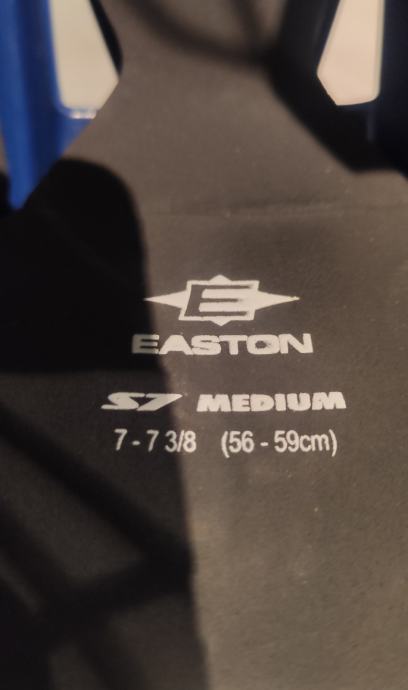 E
EASTON
S7 MEDIUM
7 - 7 3/8 (56 - 59cm)